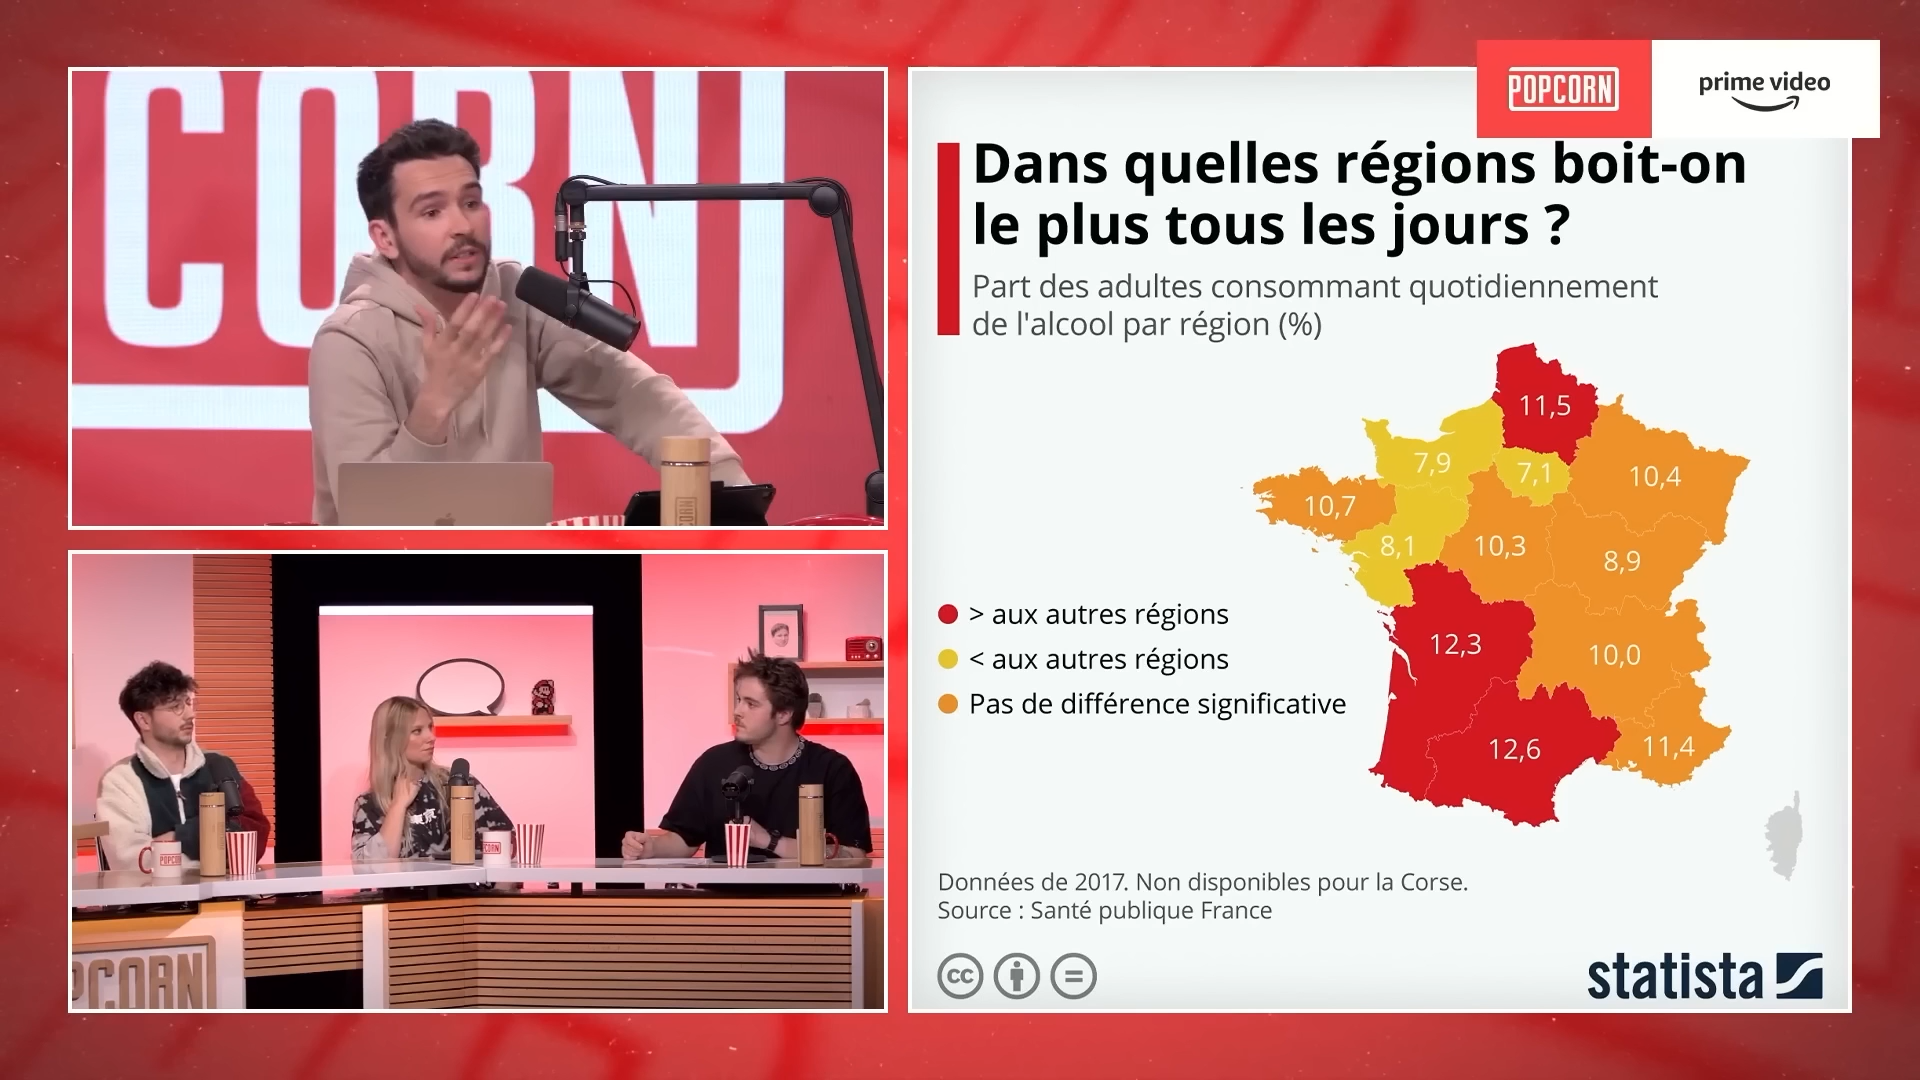 CORN
POPCORN
prime video
Dans quelles régions boit-on
le plus tous les jours ?
Part des adultes consommant quotidiennement
de l'alcool par région (%)
11,5
7,9
7,1
10,4
10,7
8,1
10,3
8,9
> aux autres régions
12,3
< aux autres régions
10,0
Pas de différence significative
12,6
11,4
Données de 2017. Non disponibles pour la Corse.
Source : Santé publique France
cc
statista
PCORN